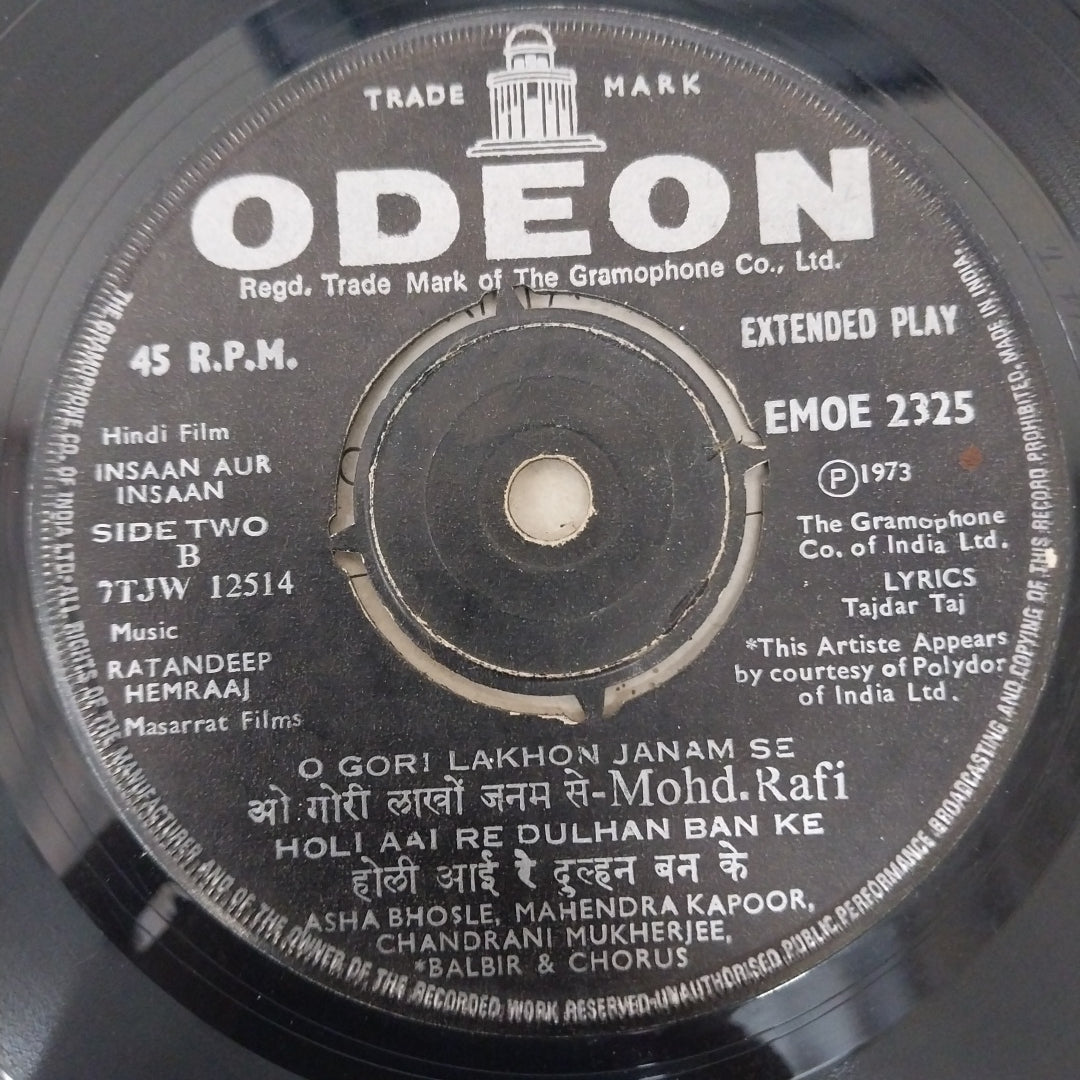 TRADE MARK
ODEON
Regd. Trade Mark of The Gramophone Co., Ltd.
45 R.P.M.
EXTENDED PLAY
EMOE 2325
Ⓟ1973
Hindi Film
INSAAN AUR
INSAAN
SIDE TWO
B
7TJW 12514
Music
RATANDEEP
HEMRAAJ
Masarrat Films
The Gramophone
Co. of India Ltd.
LYRICS
Tajdar Taj
*This Artiste Appears
by courtesy of Polydor
of India Ltd.
O GORI LAKHON JANAM SE
ओ गोरी लाखों जनम से-Mohd. Rafi
HOLI AAI RE DULHAN BAN KE
होली आई रे दुल्हन बन के
ASHA BHOSLE, MAHENDRA KAPOOR,
CHANDRANI MUKHERJEE,
*BALBIR & CHORUS
THE GRAMOPHONE CO. OF INDIA LTD. ALL RIGHTS OF THE MANUFACTURER AND OF THE OWNER OF THE RECORDED WORK RESERVED. UNAUTHORISED PUBLIC PERFORMANCE BROADCASTING AND COPYING OF THIS RECORD PROHIBITED. MADE IN INDIA.